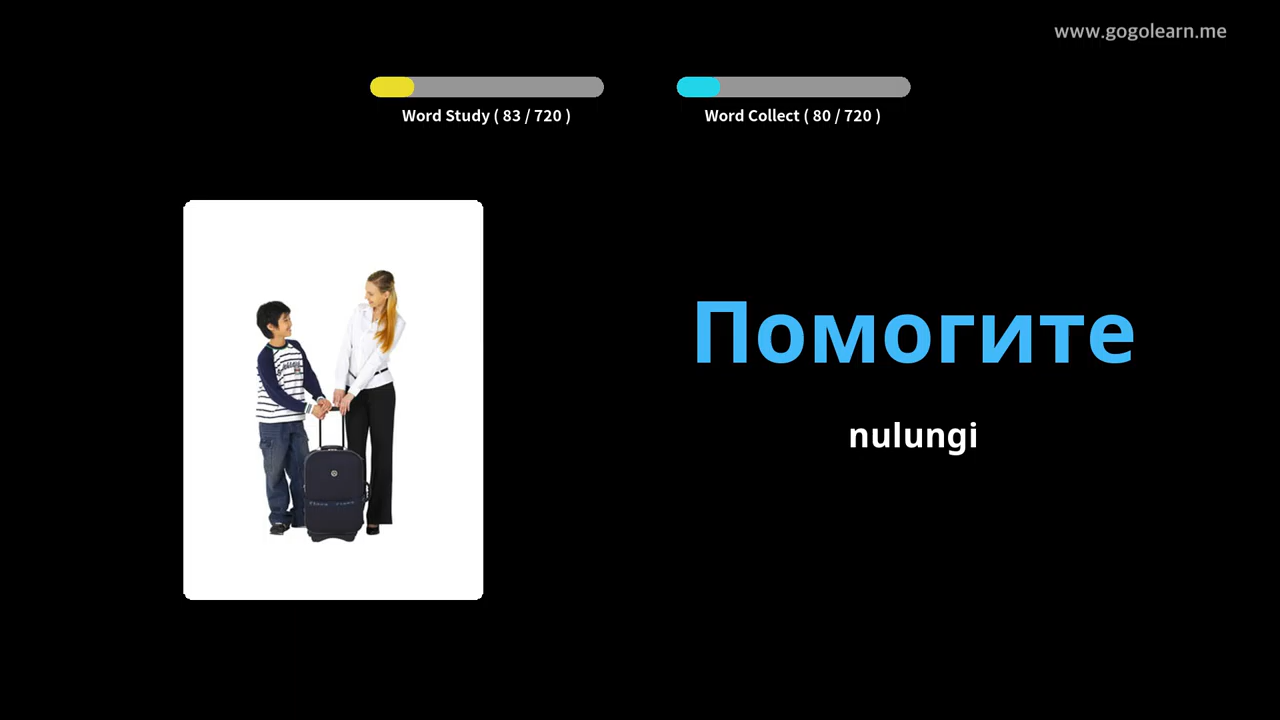 www.gogolearn.me
Word Study ( 83 / 720 )
Word Collect ( 80 / 720 )
Помогите
nulungi